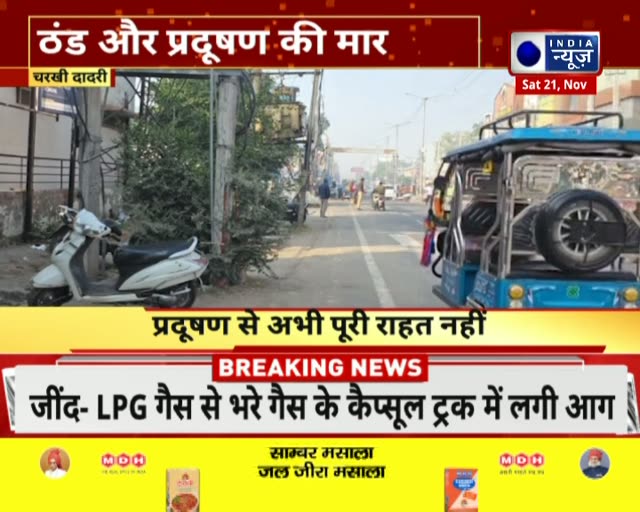 ठंड और प्रदूषण की मार
INDIA
न्यूज़
चरखी दादरी
Sat 21, Nov
प्रदूषण से अभी पूरी राहत नहीं
BREAKING NEWS
जींद- LPG गैस से भरे गैस के कैप्सूल ट्रक में लगी आग
साम्बर मसाला
जल जीरा मसाला
MDH
MDH